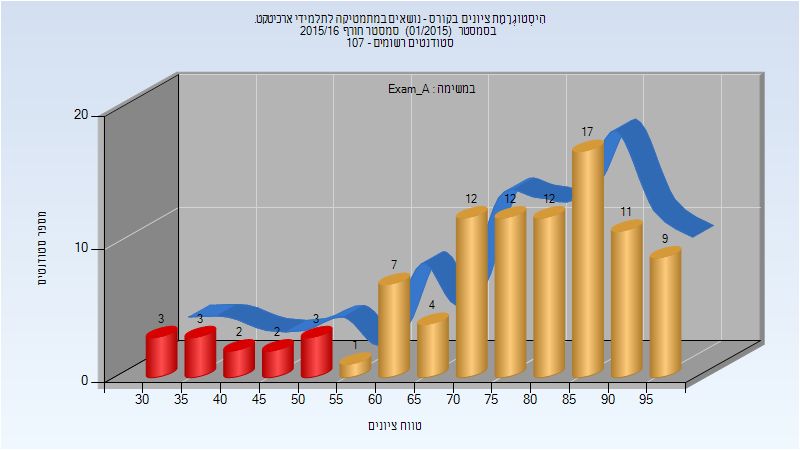 היסטוגרמת ציונים בקורס - נושאים במתמטיקה לתלמידי ארכיטקט.
בסמסטר (01/2015) סמסטר חורף 2015/16
סטודנטים רשומים - 107
במשימה : Exam_A
מספר סטודנטים
20
10
0
3
3
2
2
3
1
7
4
12
12
12
17
11
9
30 35 40 45 50 55 60 65 70 75 80 85 90 95
טווח ציונים